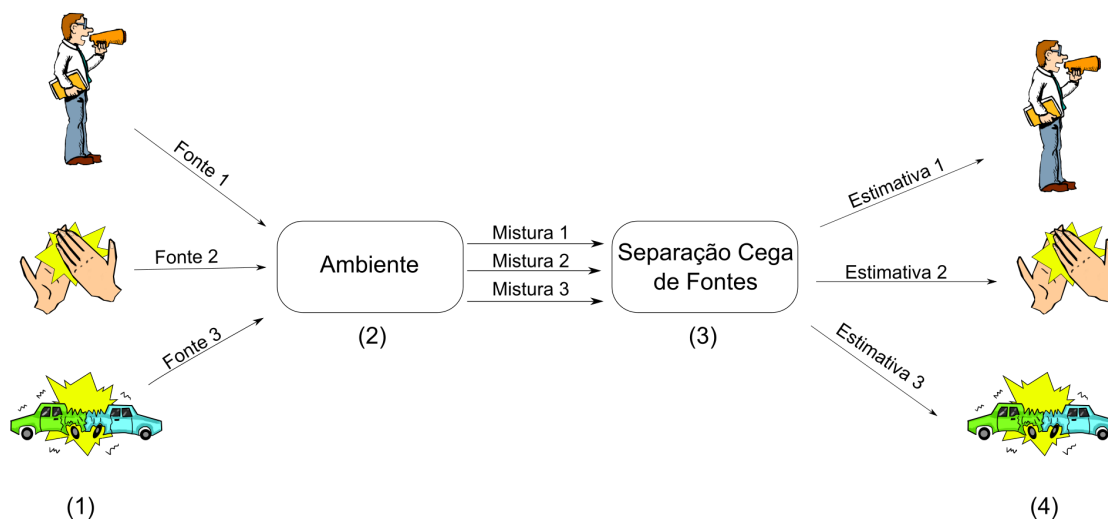 Fonte 1
Fonte 2
Fonte 3
(1)
Ambiente
(2)
Mistura 1
Mistura 2
Mistura 3
Separação Cega
de Fontes
(3)
Estimativa 1
Estimativa 2
Estimativa 3
(4)